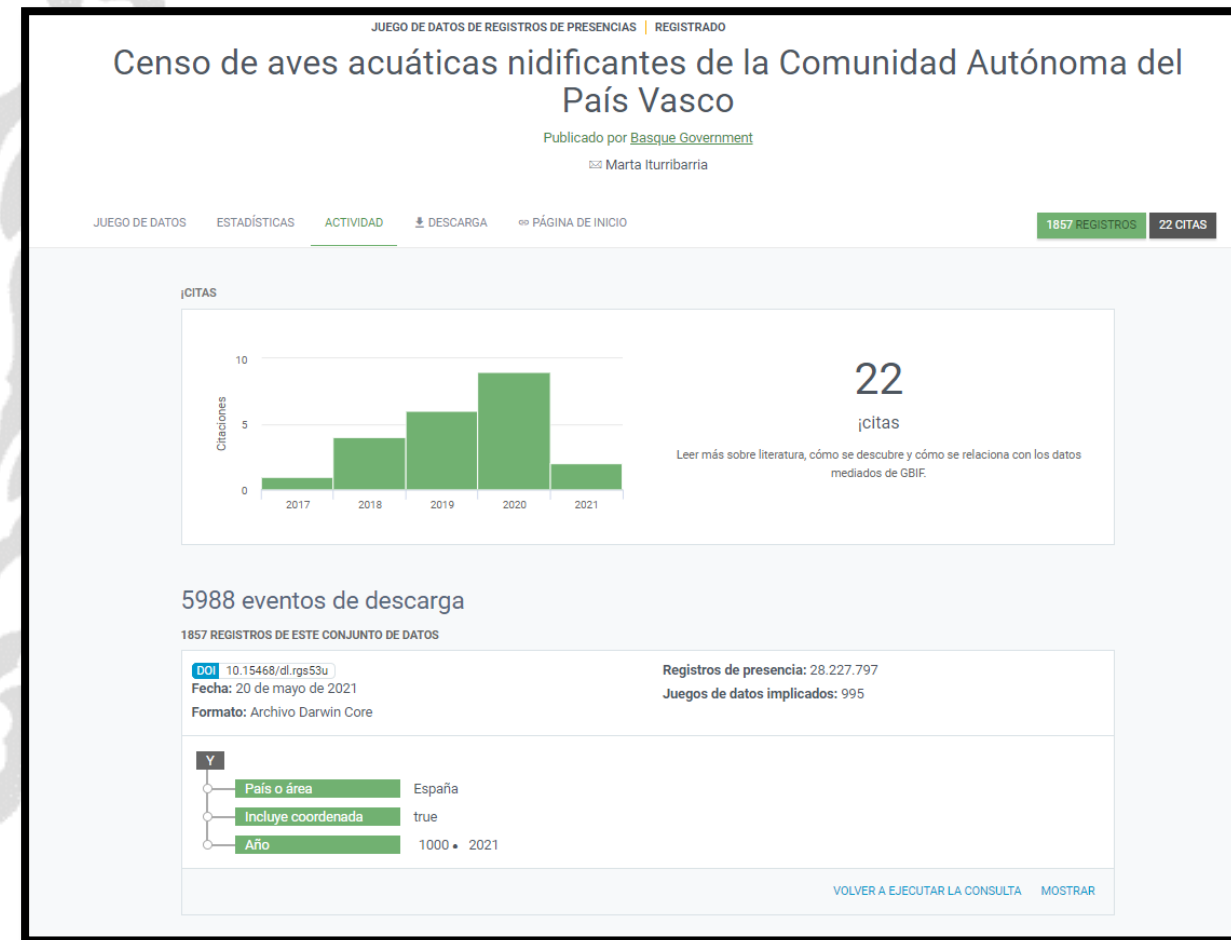 JUEGO DE DATOS DE REGISTROS DE PRESENCIAS | REGISTRADO
Censo de aves acuáticas nidificantes de la Comunidad Autónoma del
País Vasco
Publicado por Basque Government
Marta Iturribarria
JUEGO DE DATOS ESTADÍSTICAS ACTIVIDAD DESCARGA PÁGINA DE INICIO 1857 REGISTROS 22 CITAS
¡CITAS
10
5
0
Citaciones
2017 2018 2019 2020 2021
22
¡citas
Leer más sobre literatura, cómo se descubre y cómo se relaciona con los datos
mediados de GBIF.
5988 eventos de descarga
1857 REGISTROS DE ESTE CONJUNTO DE DATOS
DOI 10.15468/dl.rgs53u
Fecha: 20 de mayo de 2021
Formato: Archivo Darwin Core
Registros de presencia: 28.227.797
Juegos de datos implicados: 995
Y
País o área España
Incluye coordenada true
Año 1000 • 2021
VOLVER A EJECUTAR LA CONSULTA MOSTRAR